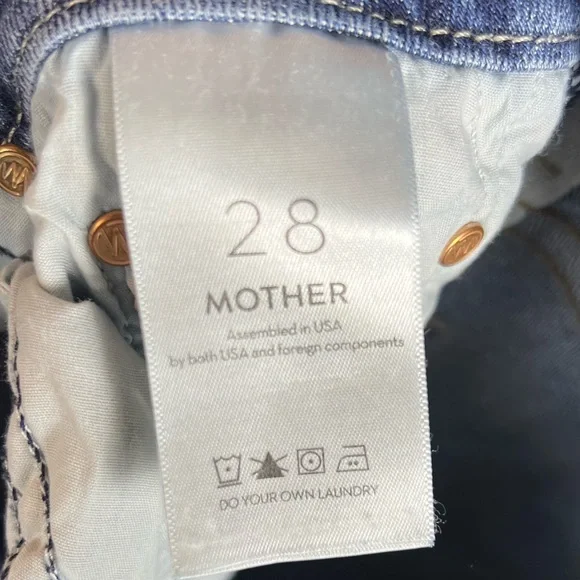 28
MOTHER
Assembled in USA
by both USA and foreign components
DO YOUR OWN LAUNDRY